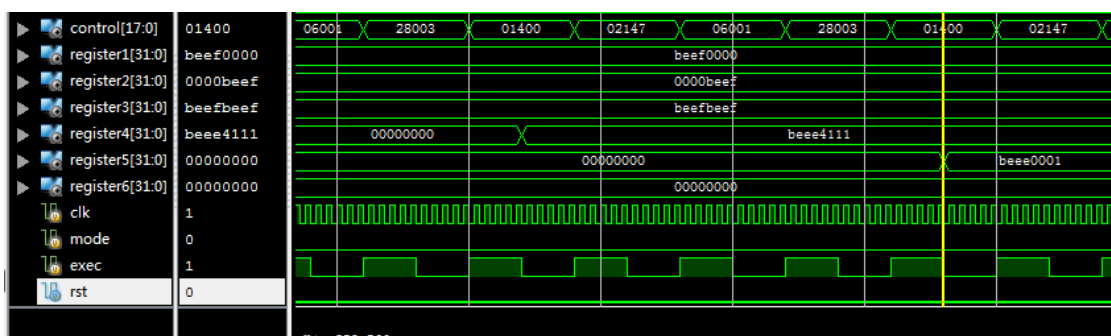 control[17:0] 01400 06001 28003 01400 02147 06001 28003 01400 02147
register1[31:0] beef0000 beef0000
register2[31:0] 0000beef 0000beef
register3[31:0] beefbeef beefbeef
register4[31:0] beee4111 00000000 beee4111
register5[31:0] 00000000 00000000 beee0001
register6[31:0] 00000000 00000000
clk 1
mode 0
exec 1
rst 0